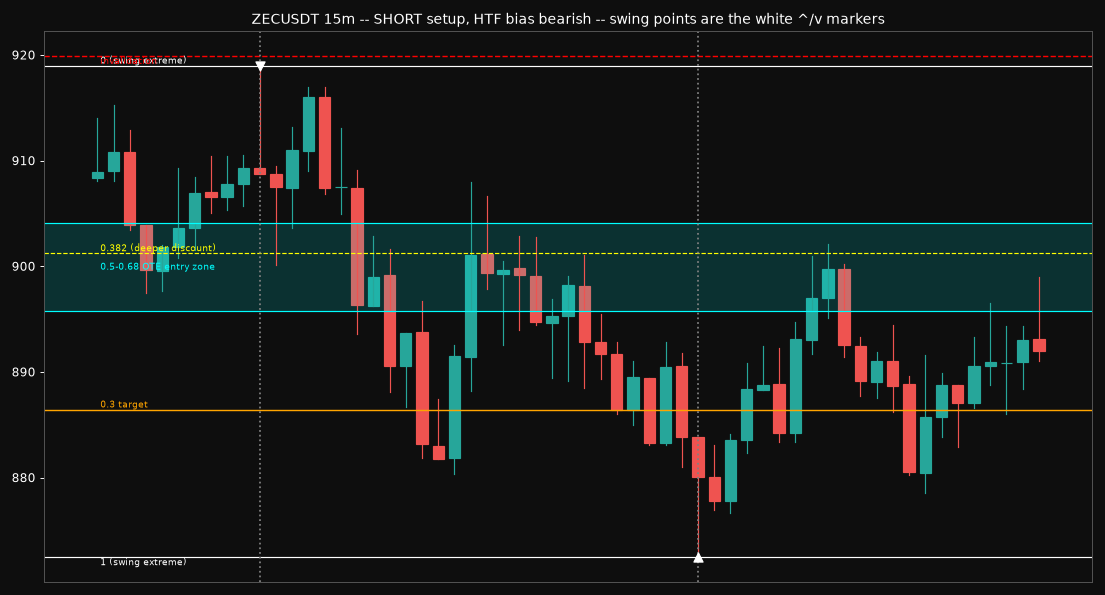 ZECUSDT 15m -- SHORT setup, HTF bias bearish -- swing points are the white ^/v markers
920
0 (swing extreme)
910
0.382 (deeper discount)
900
0.5-0.68 OTE entry zone
890
0.3 target
880
1 (swing extreme)